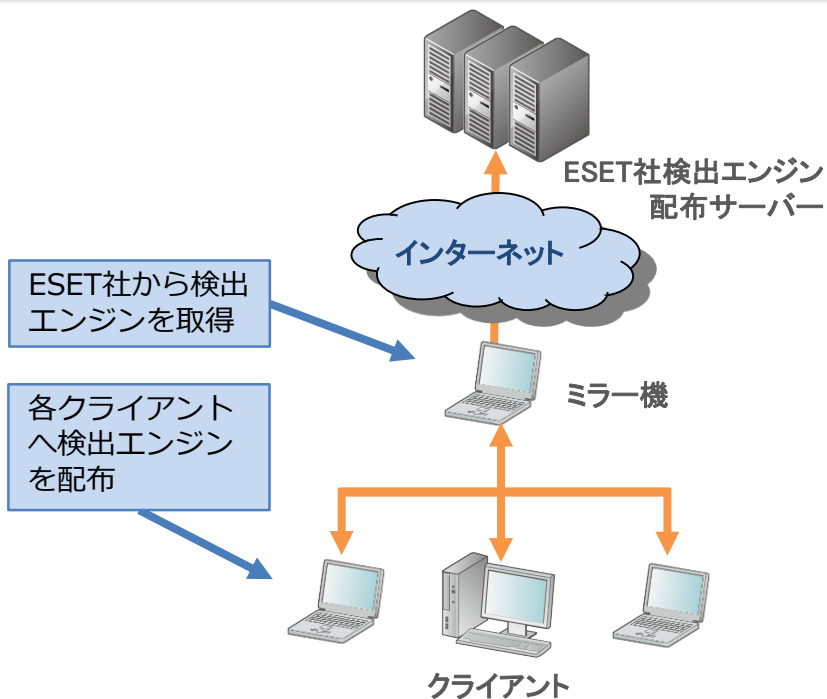 ESET社検出エンジン
配布サーバー
インターネット
ESET社から検出
エンジンを取得
ミラー機
各クライアント
へ検出エンジン
を配布
クライアント